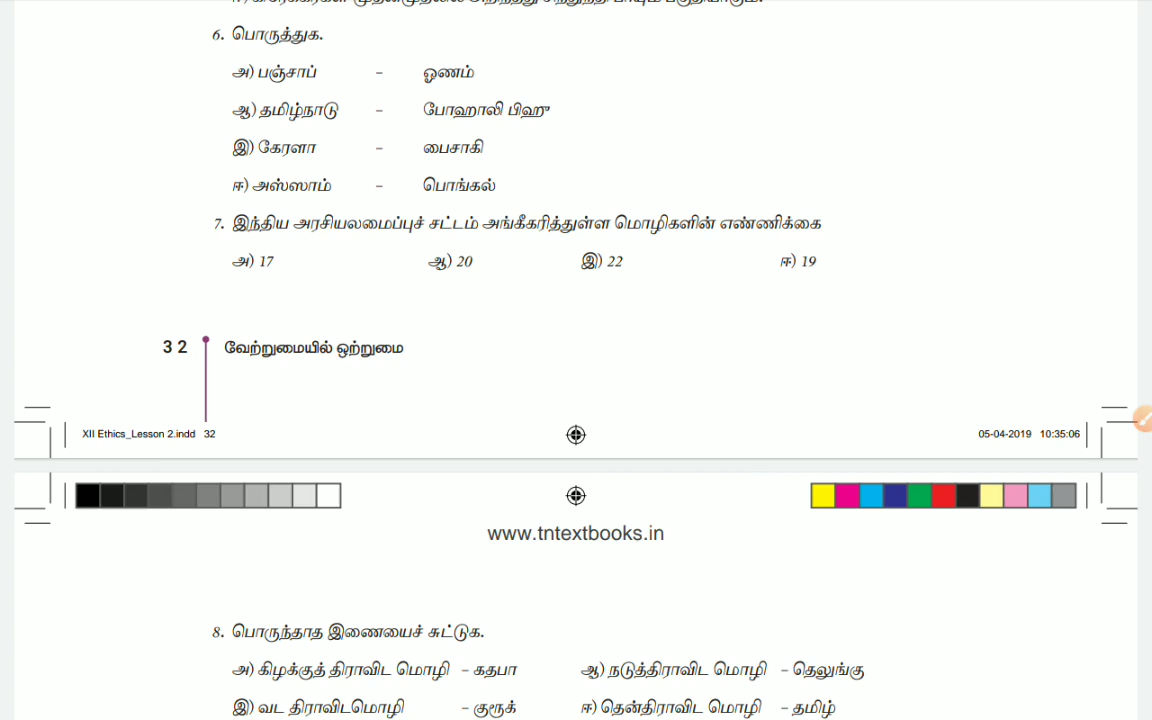 6. பொருத்துக.
அ) பஞ்சாப் – ஓணம்
ஆ) தமிழ்நாடு – போஹாலி பிஹு
இ) கேரளா – பைசாகி
ஈ) அஸ்ஸாம் – பொங்கல்
7. இந்திய அரசியலமைப்புச் சட்டம் அங்கீகரித்துள்ள மொழிகளின் எண்ணிக்கை
அ) 17 ஆ) 20 இ) 22 ஈ) 19
3 2 வேற்றுமையில் ஒற்றுமை
XII Ethics_Lesson 2.indd 32 05-04-2019 10:35:06
www.tntextbooks.in
8. பொருந்தாத இணையைச் சுட்டுக.
அ) கிழக்குத் திராவிட மொழி – கதபா ஆ) நடுத்திராவிட மொழி – தெலுங்கு
இ) வட திராவிடமொழி – குரூக் ஈ) தென்திராவிட மொழி – தமிழ்